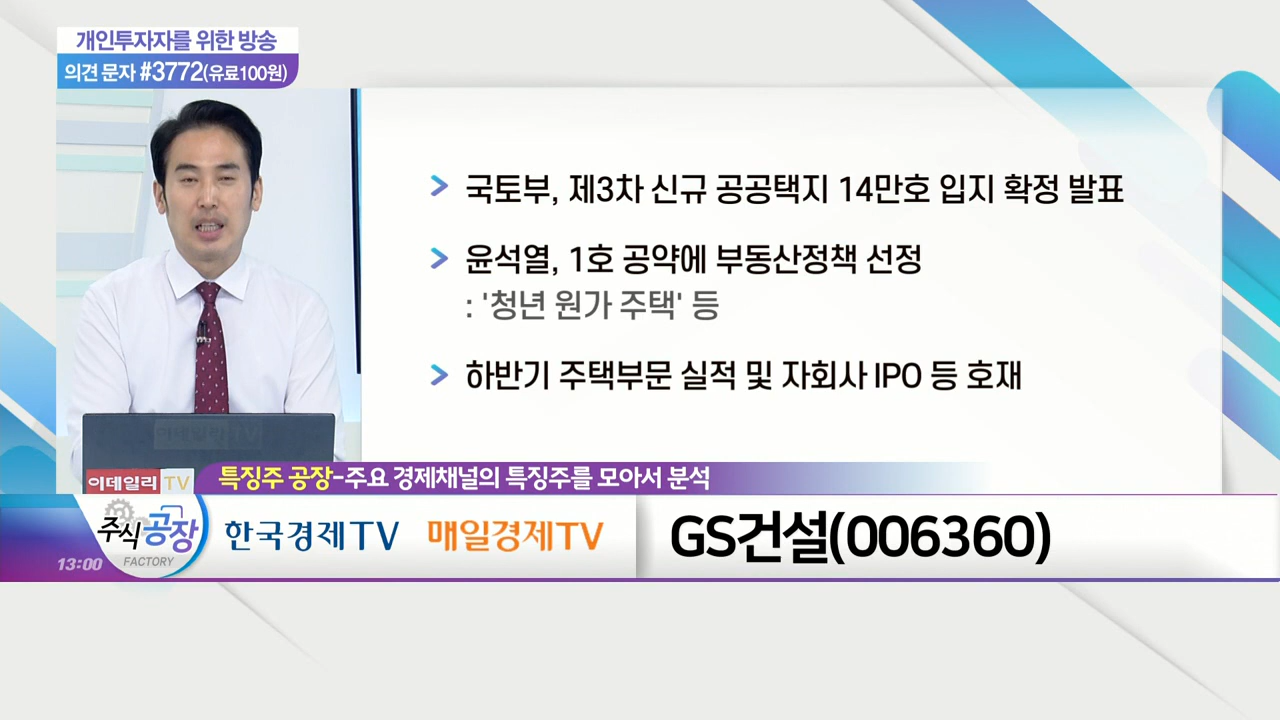 개인투자자를 위한 방송
의견 문자 #3772(유료100원)
국토부, 제3차 신규 공공택지 14만호 입지 확정 발표
윤석열, 1호 공약에 부동산정책 선정
: '청년 원가 주택' 등
하반기 주택부문 실적 및 자회사 IPO 등 호재
이데일리 TV
이데일리 TV
특징주 공장-주요 경제채널의 특징주를 모아서 분석
주식공장
FACTORY
13:00
한국경제TV
매일경제TV
GS건설(006360)